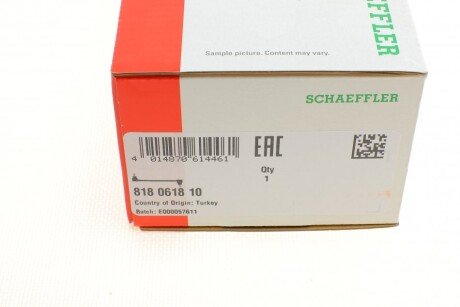 Sample picture. Content may vary.
SCHAEFFLER
SCHAEFFLER
4 014870 614461
EAC
Qty
1
818 0618 10
Country of Origin: Turkey
Batch: E000057611